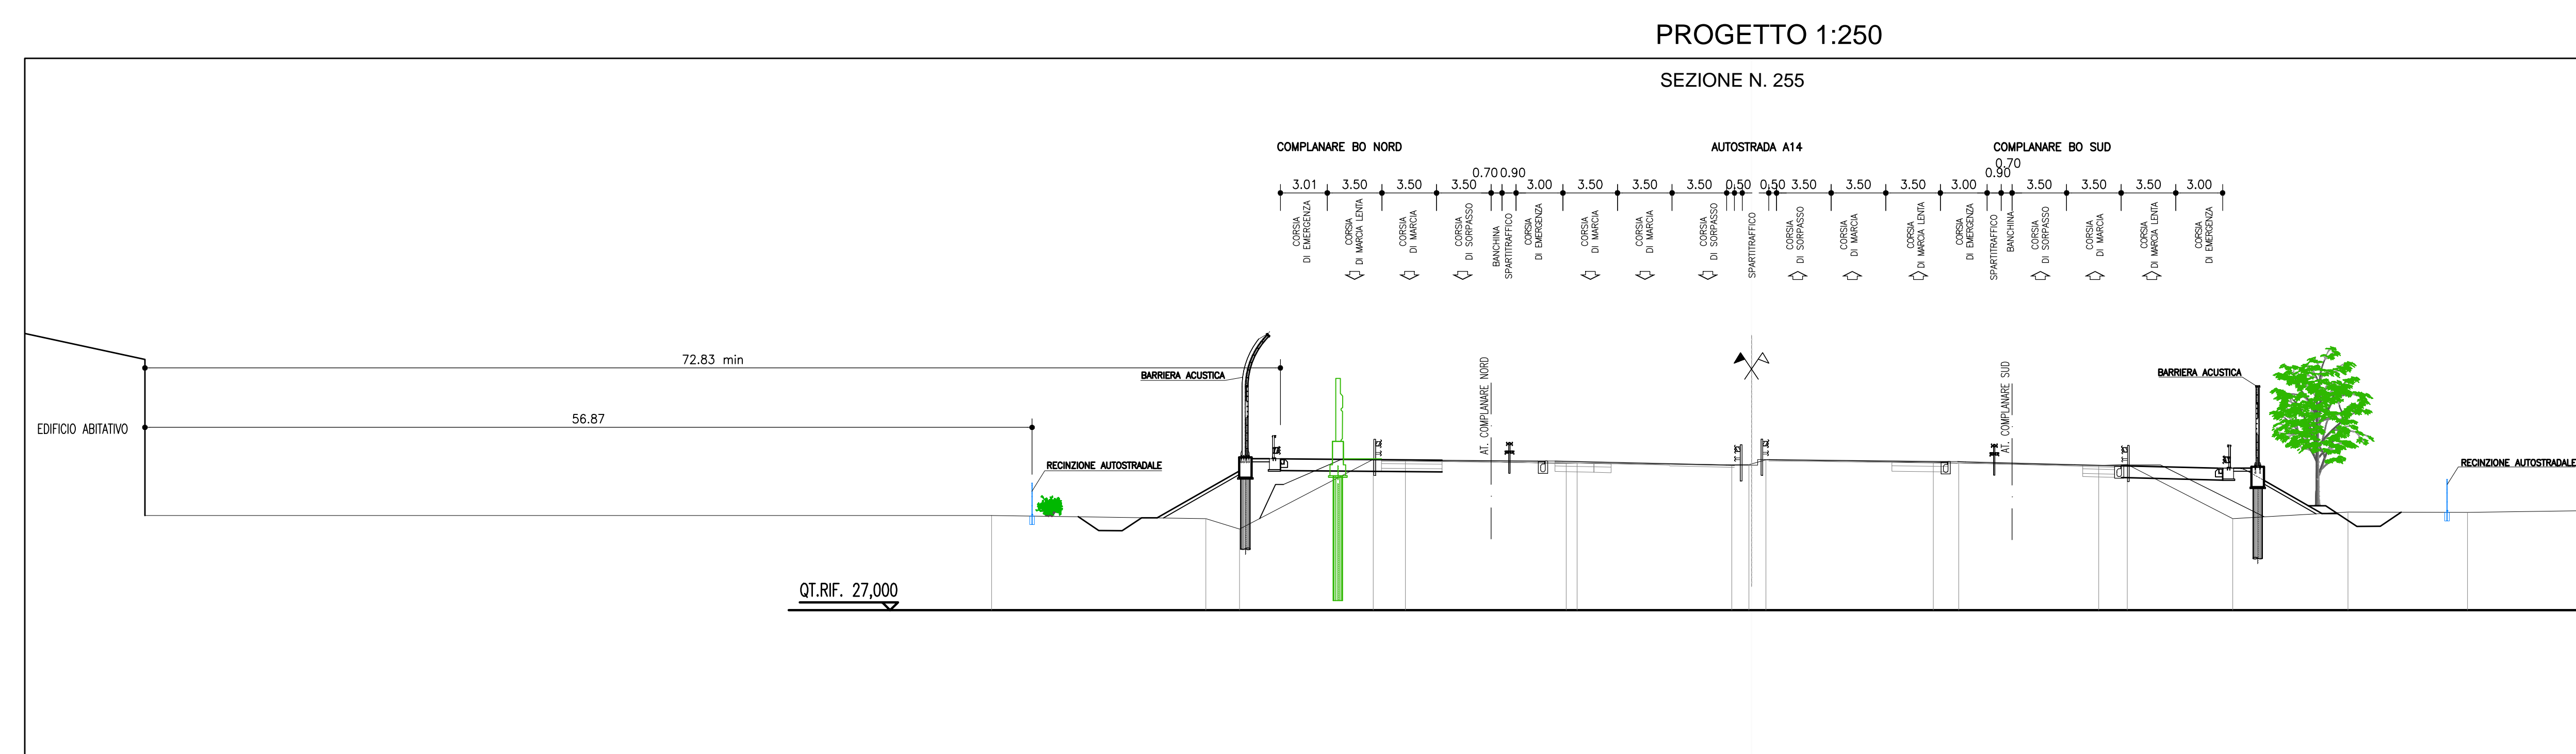 PROGETTO 1:250
SEZIONE N. 255
COMPLANARE BO NORD
AUTOSTRADA A14
COMPLANARE BO SUD
3.01
3.50
3.50
3.50
0.70
0.90
3.00
3.50
3.50
3.50
0.50
0.50
3.50
3.50
3.50
3.00
0.90
0.70
3.50
3.50
3.50
3.00
CORSIA
DI EMERGENZA
CORSIA
DI MARCIA LENTA
CORSIA
DI MARCIA
CORSIA
DI SORPASSO
BANCHINA
SPARTITRAFFICO
CORSIA
DI EMERGENZA
CORSIA
DI MARCIA
CORSIA
DI MARCIA
CORSIA
DI SORPASSO
SPARTITRAFFICO
CORSIA
DI SORPASSO
CORSIA
DI MARCIA
CORSIA
DI MARCIA LENTA
CORSIA
DI EMERGENZA
SPARTITRAFFICO
BANCHINA
CORSIA
DI SORPASSO
CORSIA
DI MARCIA
CORSIA
DI MARCIA LENTA
CORSIA
DI EMERGENZA
72.83 min
BARRIERA ACUSTICA
AT. COMPLANARE NORD
AT. COMPLANARE SUD
BARRIERA ACUSTICA
56.87
EDIFICIO ABITATIVO
RECINZIONE AUTOSTRADALE
RECINZIONE AUTOSTRADALE
QT.RIF. 27,000